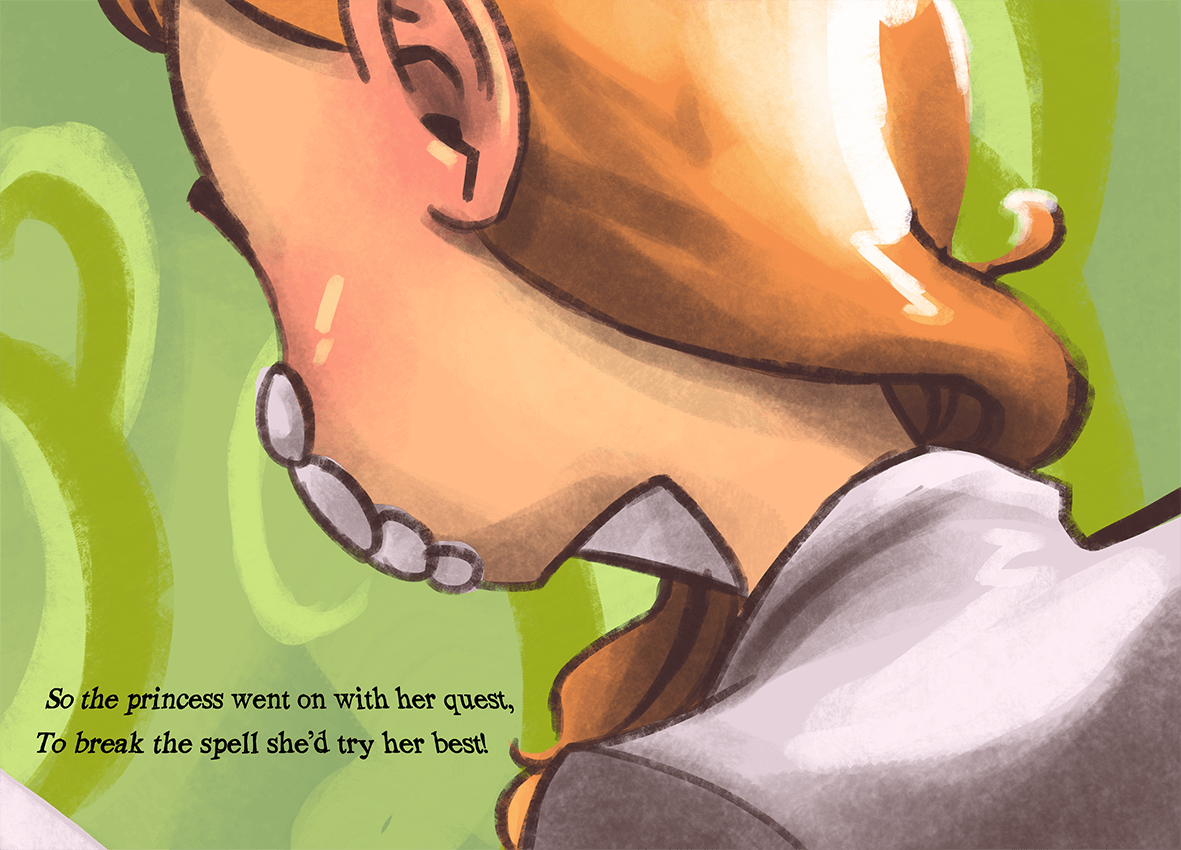 So the princess went on with her quest,
To break the spell she'd try her best!